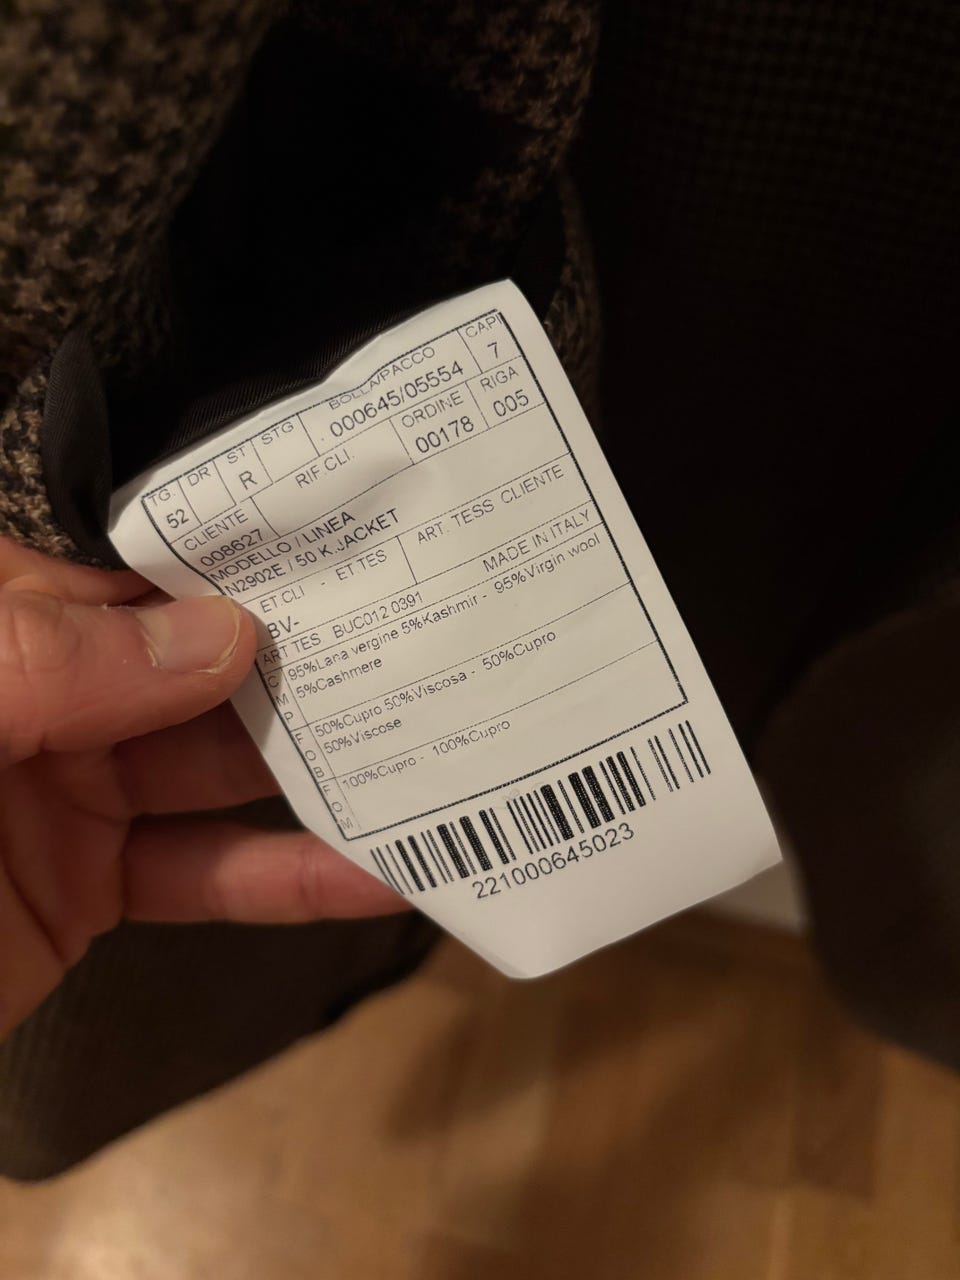 TG. DR ST STG BOLLA/PACCO CAPI
52 R 000645/05554 7
CLIENTE RIF.CLI. ORDINE RIGA
008627 00178 005
MODELLO / LINEA
N2902E / 50 K.JACKET
ET.CLI - ET.TES ART. TESS CLIENTE
BV-
ART TES BUC012 0391 MADE IN ITALY
CMP 95%Lana vergine 5%Kashmir - 95%Virgin wool
5%Cashmere
FOB 50%Cupro 50%Viscosa - 50%Cupro
50%Viscose
FOM 100%Cupro - 100%Cupro
221000645023